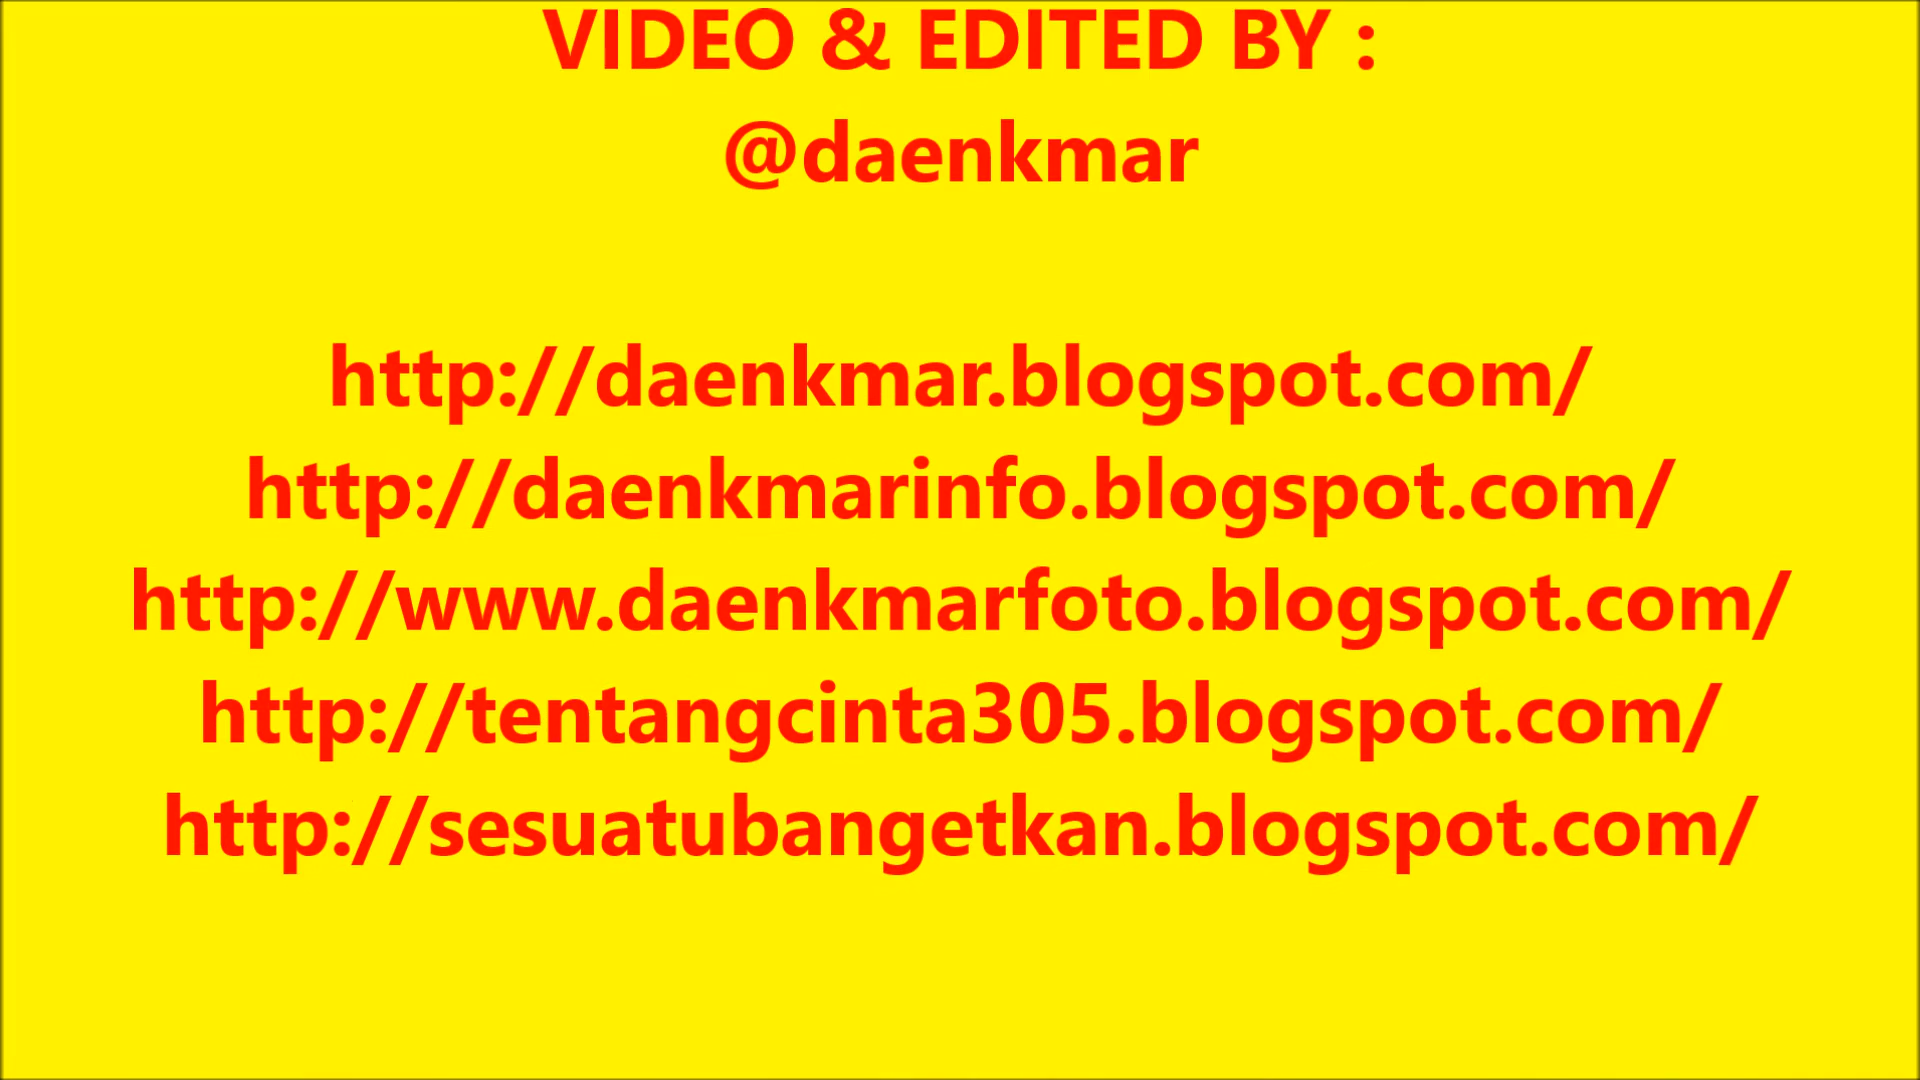 VIDEO & EDITED BY :
@daenkmar
http://daenkmar.blogspot.com/
http://daenkmarinfo.blogspot.com/
http://www.daenkmarfoto.blogspot.com/
http://tentangcinta305.blogspot.com/
http://sesuatubangetkan.blogspot.com/